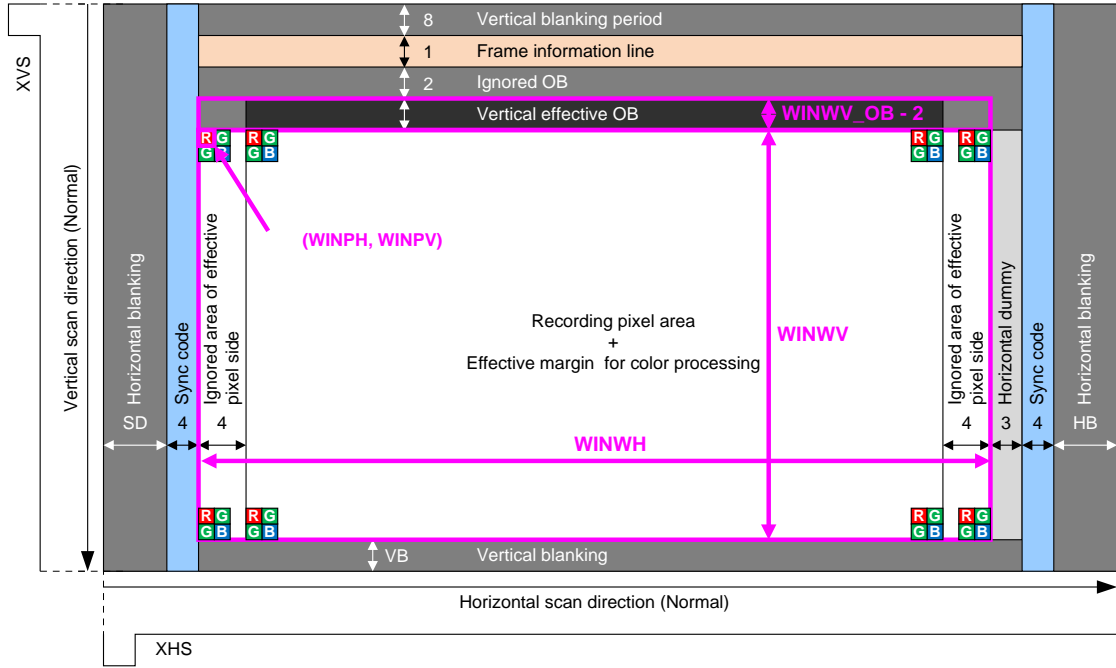 8 Vertical blanking period
XVS
1 Frame information line
2 Ignored OB
Vertical effective OB
WINWV_OB - 2
R G R G R G R G
G B G B G B G B
(WINPH, WINPV)
Vertical scan direction (Normal)
Horizontal blanking
Sync code
Ignored area of effective
pixel side
Recording pixel area
+
Effective margin for color processing
WINWV
Ignored area of effective
pixel side
Horizontal dummy
Sync code
Horizontal blanking
SD 4 4 4 3 4 HB
WINWH
R G R G R G R G
G B G B G B G B
VB Vertical blanking
Horizontal scan direction (Normal)
XHS